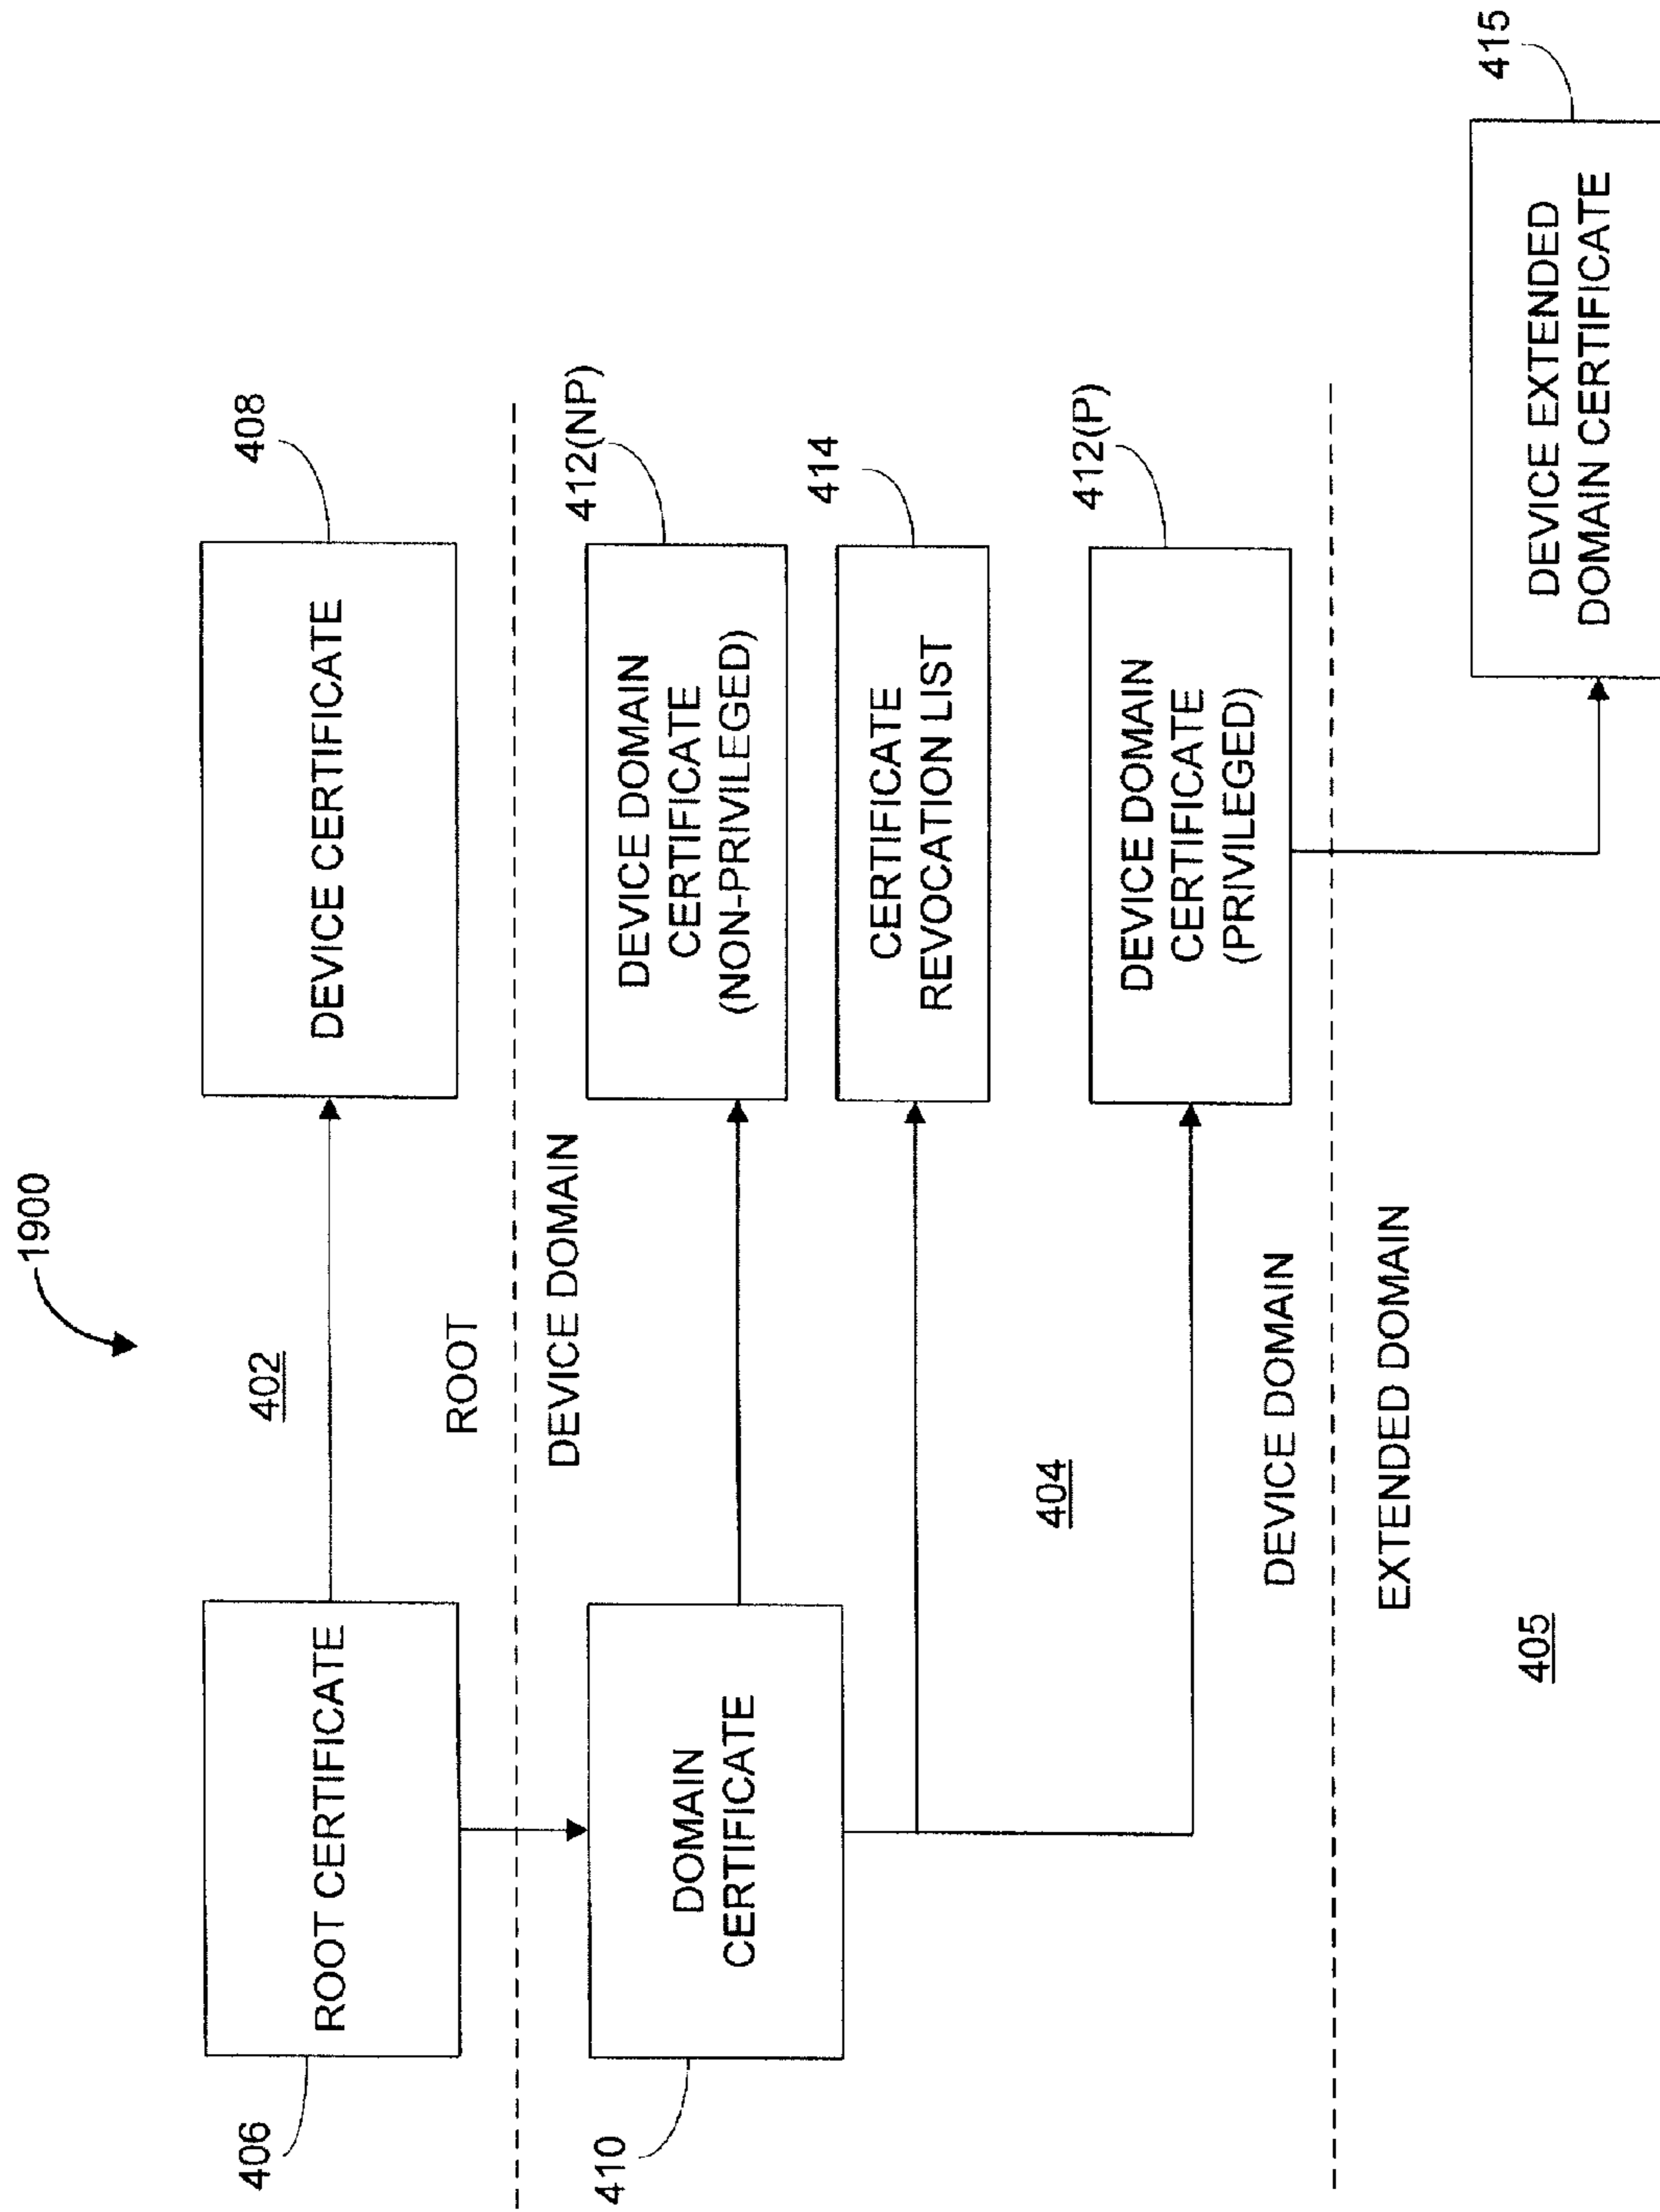 1900
402
406
ROOT CERTIFICATE
408
DEVICE CERTIFICATE
ROOT
DEVICE DOMAIN
410
DOMAIN
CERTIFICATE
412(NP)
DEVICE DOMAIN
CERTIFICATE
(NON-PRIVILEGED)
414
CERTIFICATE
REVOCATION LIST
404
412(P)
DEVICE DOMAIN
CERTIFICATE
(PRIVILEGED)
DEVICE DOMAIN
EXTENDED DOMAIN
405
415
DEVICE EXTENDED
DOMAIN CERTIFICATE